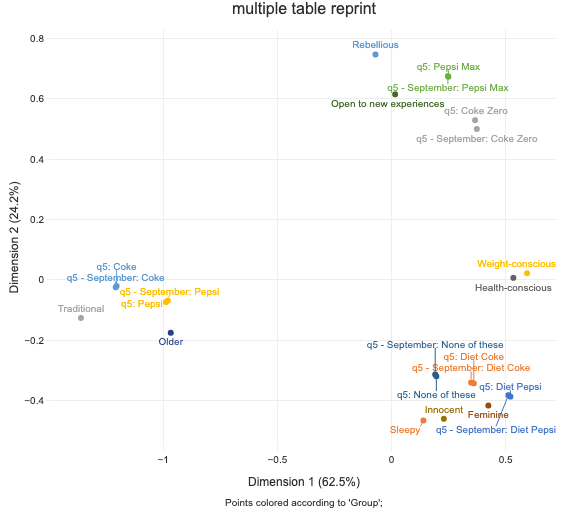 multiple table reprint
0.8
Rebellious
q5: Pepsi Max
q5 - September: Pepsi Max
0.6
Open to new experiences
q5: Coke Zero
q5 - September: Coke Zero
0.4
0.2
q5: Coke
Weight-conscious
q5 - September: Coke
0
Health-conscious
q5 - September: Pepsi
q5: Pepsi
Traditional
Older
−0.2
q5 - September: None of these
q5: Diet Coke
q5 - September: Diet Coke
q5: Diet Pepsi
q5: None of these
−0.4
Innocent
Feminine
Sleepy
q5 - September: Diet Pepsi
−1
−0.5
0
0.5
Dimension 2 (24.2%)
Dimension 1 (62.5%)
Points colored according to 'Group';